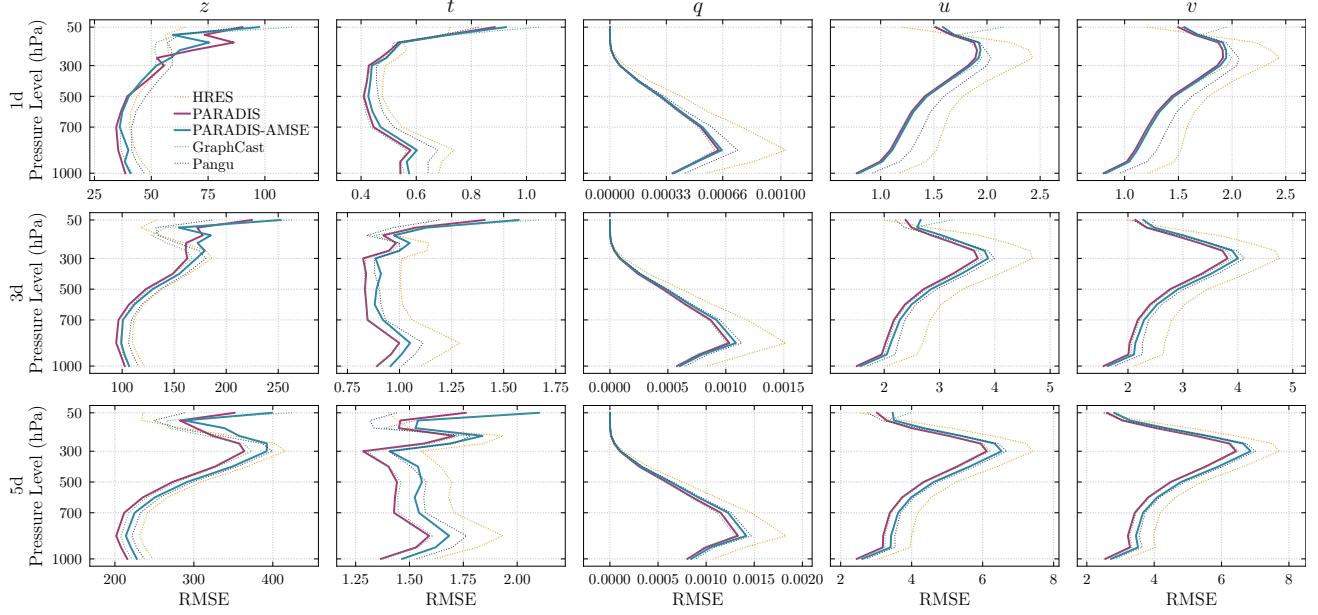 z t q u v
50
300
500
700
1000
1d
Pressure Level (hPa)
HRES
PARADIS
PARADIS-AMSE
GraphCast
Pangu
25 50 75 100
0.4 0.6 0.8 1.0
0.00000 0.00033 0.00066 0.00100
1.0 1.5 2.0 2.5
1.0 1.5 2.0 2.5
50
300
500
700
1000
3d
Pressure Level (hPa)
100 150 200 250
0.75 1.00 1.25 1.50 1.75
0.0000 0.0005 0.0010 0.0015
2 3 4 5
2 3 4 5
50
300
500
700
1000
5d
Pressure Level (hPa)
200 300 400
1.25 1.50 1.75 2.00
0.0000 0.0005 0.0010 0.0015 0.0020
2 4 6 8
2 4 6 8
RMSE RMSE RMSE RMSE RMSE